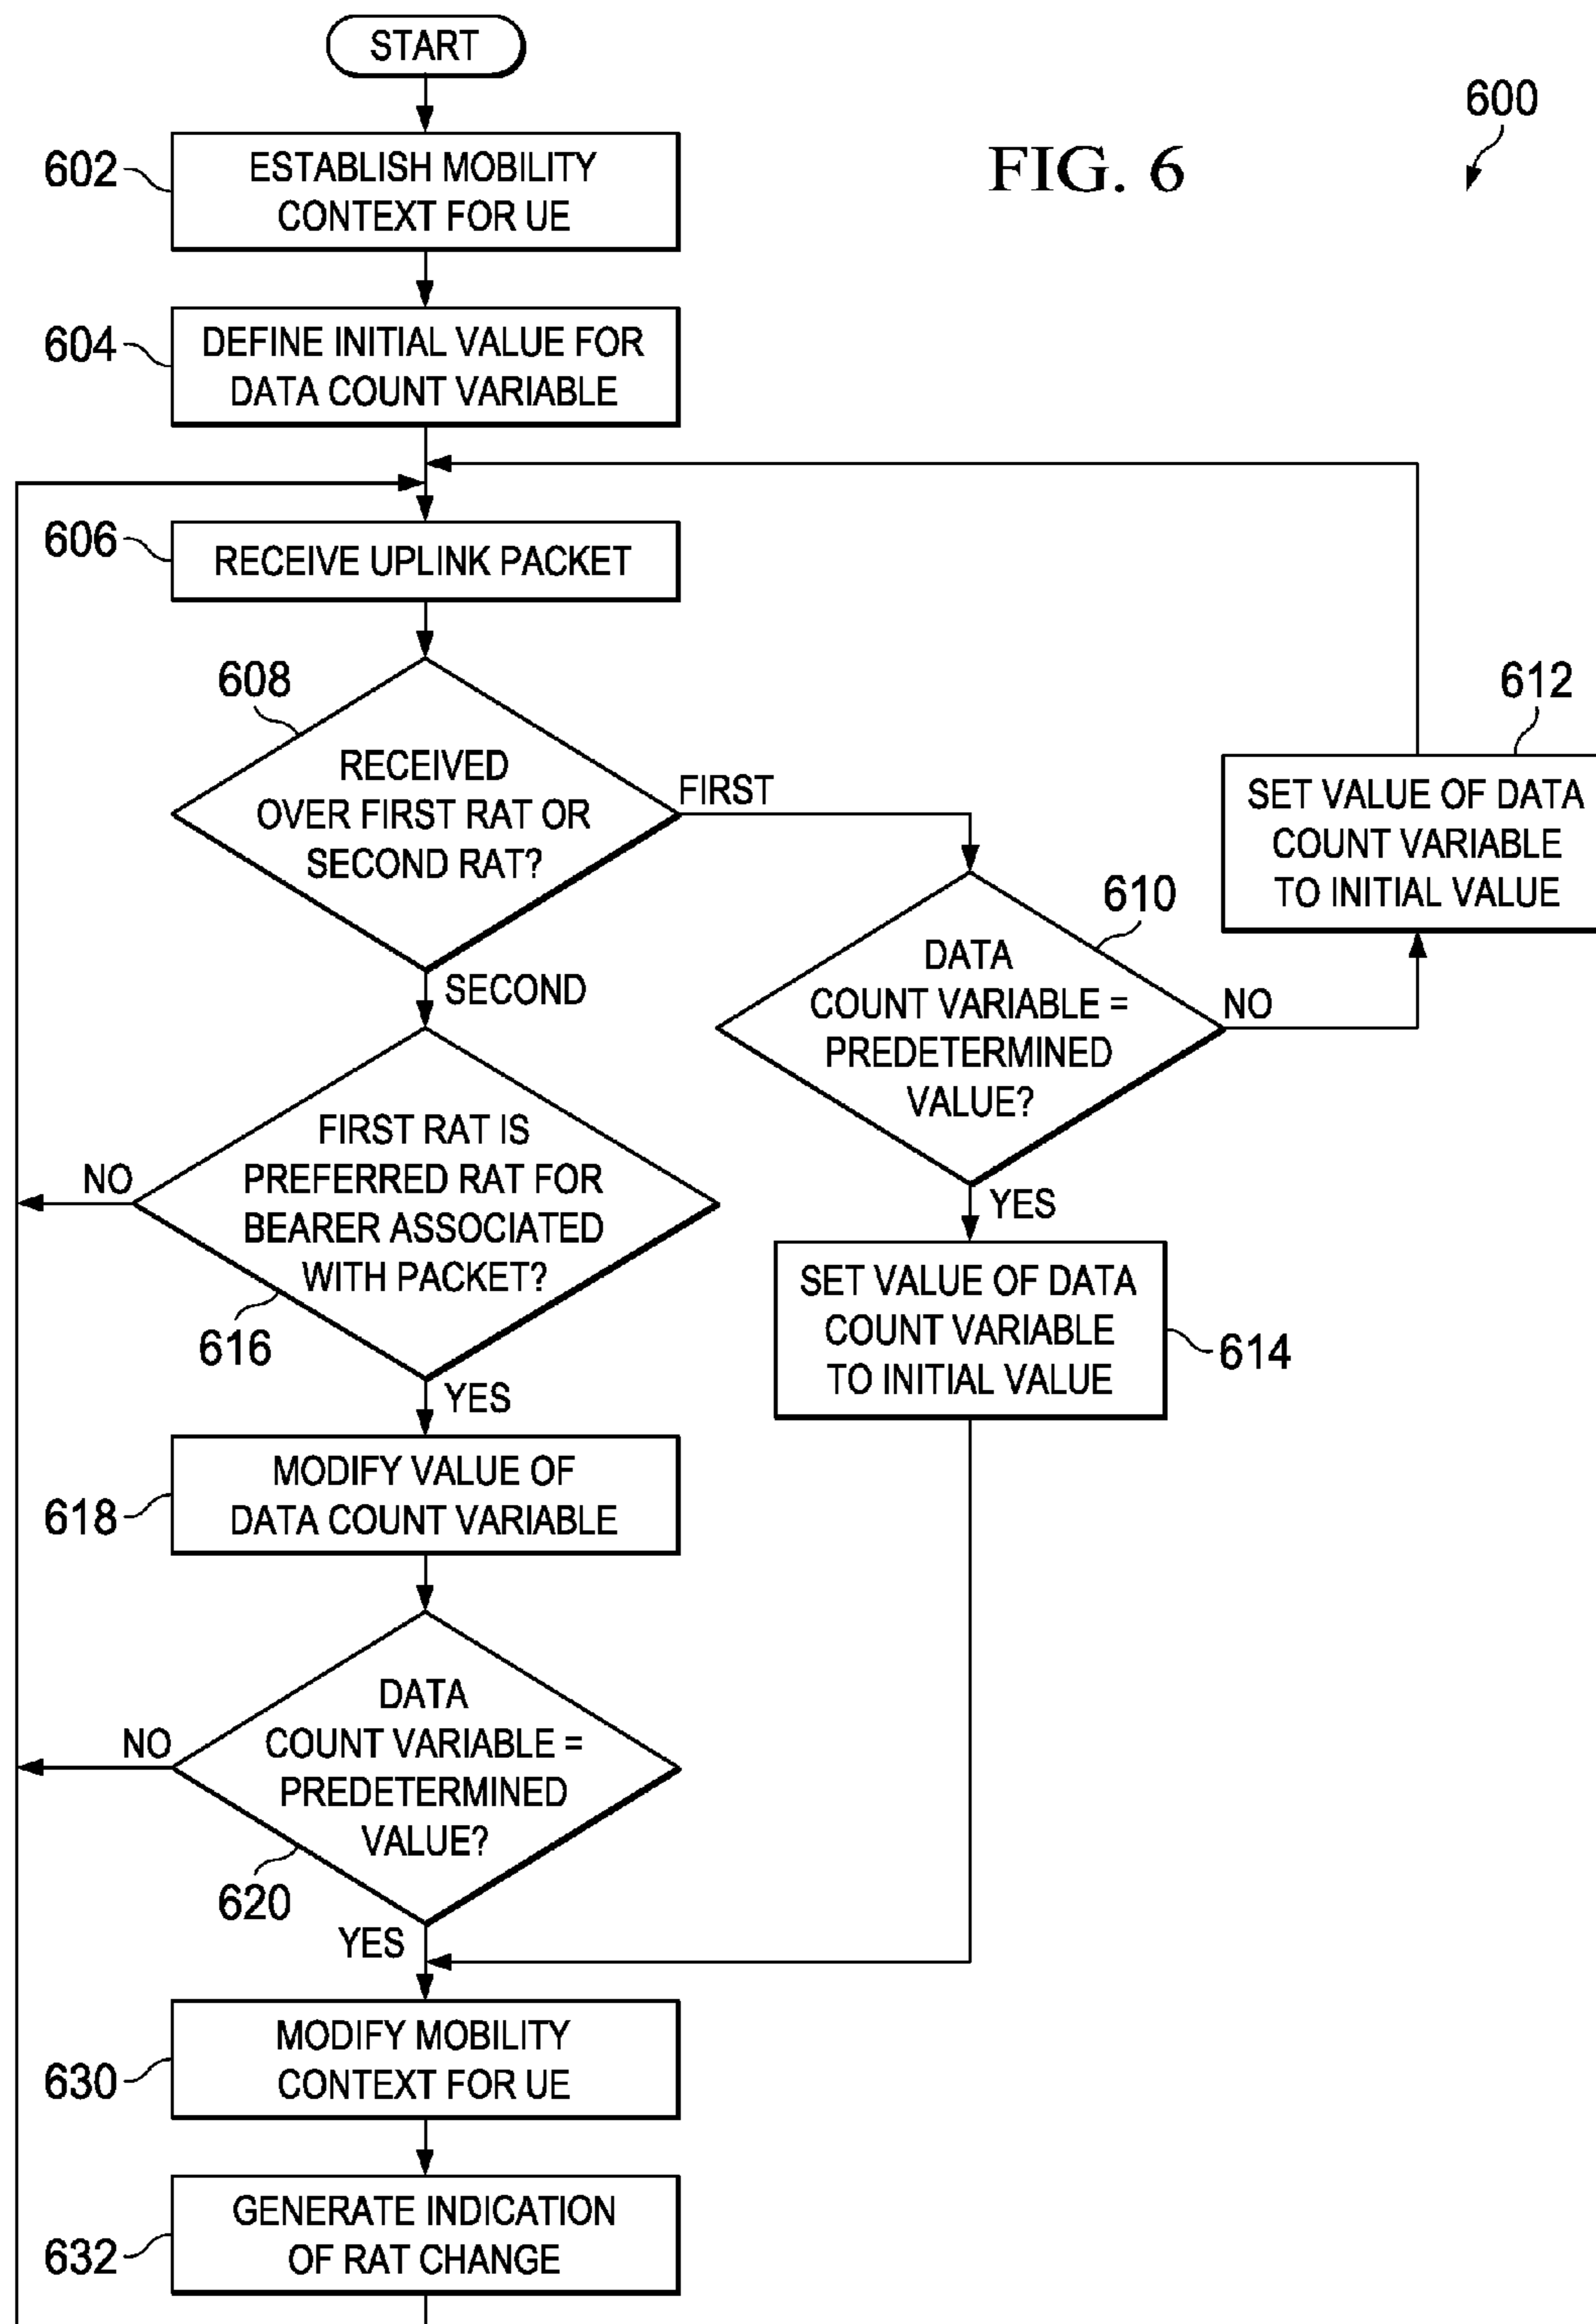 START
600
FIG. 6
602
ESTABLISH MOBILITY
CONTEXT FOR UE
604
DEFINE INITIAL VALUE FOR
DATA COUNT VARIABLE
606
RECEIVE UPLINK PACKET
608
RECEIVED
OVER FIRST RAT OR
SECOND RAT?
FIRST
SECOND
612
SET VALUE OF DATA
COUNT VARIABLE
TO INITIAL VALUE
610
DATA
COUNT VARIABLE =
PREDETERMINED
VALUE?
NO
YES
SET VALUE OF DATA
COUNT VARIABLE
TO INITIAL VALUE
614
FIRST RAT IS
PREFERRED RAT FOR
BEARER ASSOCIATED
WITH PACKET?
NO
616
YES
618
MODIFY VALUE OF
DATA COUNT VARIABLE
DATA
COUNT VARIABLE =
PREDETERMINED
VALUE?
NO
620
YES
630
MODIFY MOBILITY
CONTEXT FOR UE
632
GENERATE INDICATION
OF RAT CHANGE